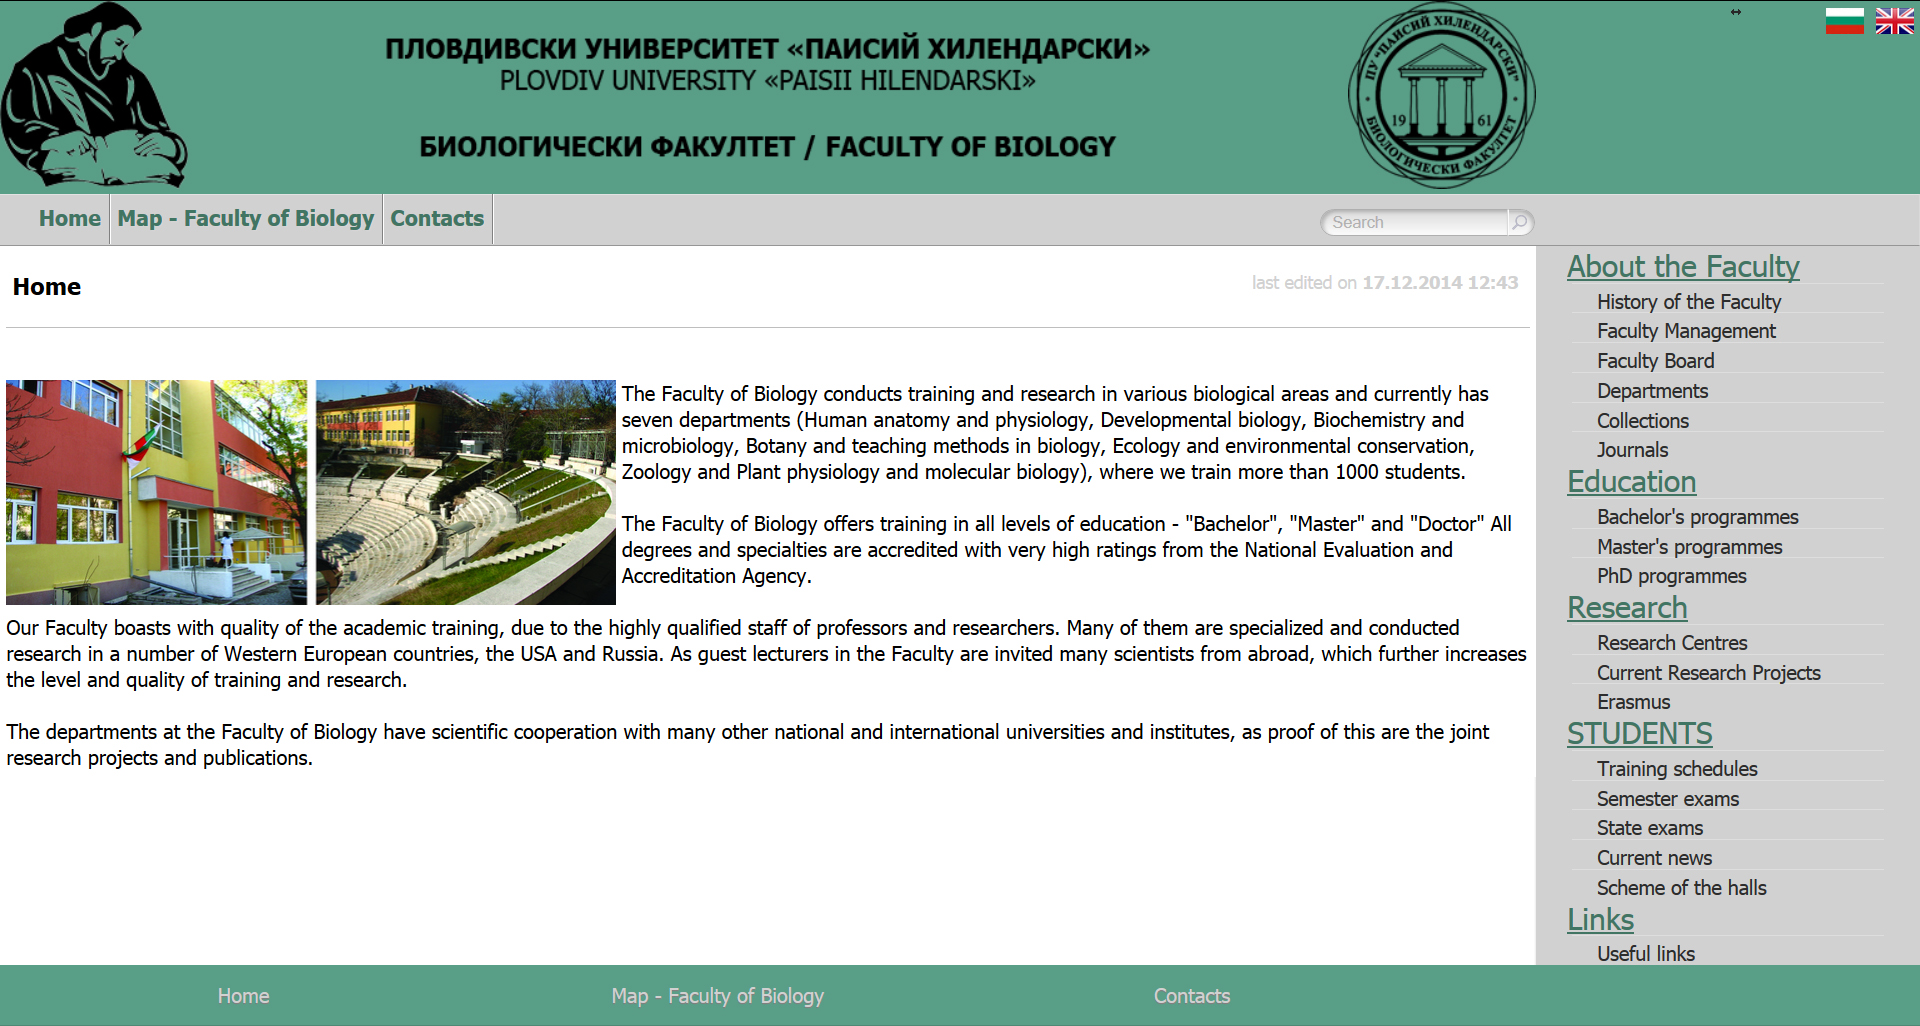 ПЛОВДИВСКИ УНИВЕРСИТЕТ «ПАИСИЙ ХИЛЕНДАРСКИ»
PLOVDIV UNIVERSITY «PAISII HILENDARSKI»
БИОЛОГИЧЕСКИ ФАКУЛТЕТ / FACULTY OF BIOLOGY
ПУ "ПАИСИЙ ХИЛЕНДАРСКИ"
19 61
БИОЛОГИЧЕСКИ ФАКУЛТЕТ
Home
Map - Faculty of Biology
Contacts
Search
Home
last edited on 17.12.2014 12:43
The Faculty of Biology conducts training and research in various biological areas and currently has
seven departments (Human anatomy and physiology, Developmental biology, Biochemistry and
microbiology, Botany and teaching methods in biology, Ecology and environmental conservation,
Zoology and Plant physiology and molecular biology), where we train more than 1000 students.
The Faculty of Biology offers training in all levels of education - "Bachelor", "Master" and "Doctor" All
degrees and specialties are accredited with very high ratings from the National Evaluation and
Accreditation Agency.
Our Faculty boasts with quality of the academic training, due to the highly qualified staff of professors and researchers. Many of them are specialized and conducted
research in a number of Western European countries, the USA and Russia. As guest lecturers in the Faculty are invited many scientists from abroad, which further increases
the level and quality of training and research.
The departments at the Faculty of Biology have scientific cooperation with many other national and international universities and institutes, as proof of this are the joint
research projects and publications.
About the Faculty
History of the Faculty
Faculty Management
Faculty Board
Departments
Collections
Journals
Education
Bachelor's programmes
Master's programmes
PhD programmes
Research
Research Centres
Current Research Projects
Erasmus
STUDENTS
Training schedules
Semester exams
State exams
Current news
Scheme of the halls
Links
Useful links
Home
Map - Faculty of Biology
Contacts